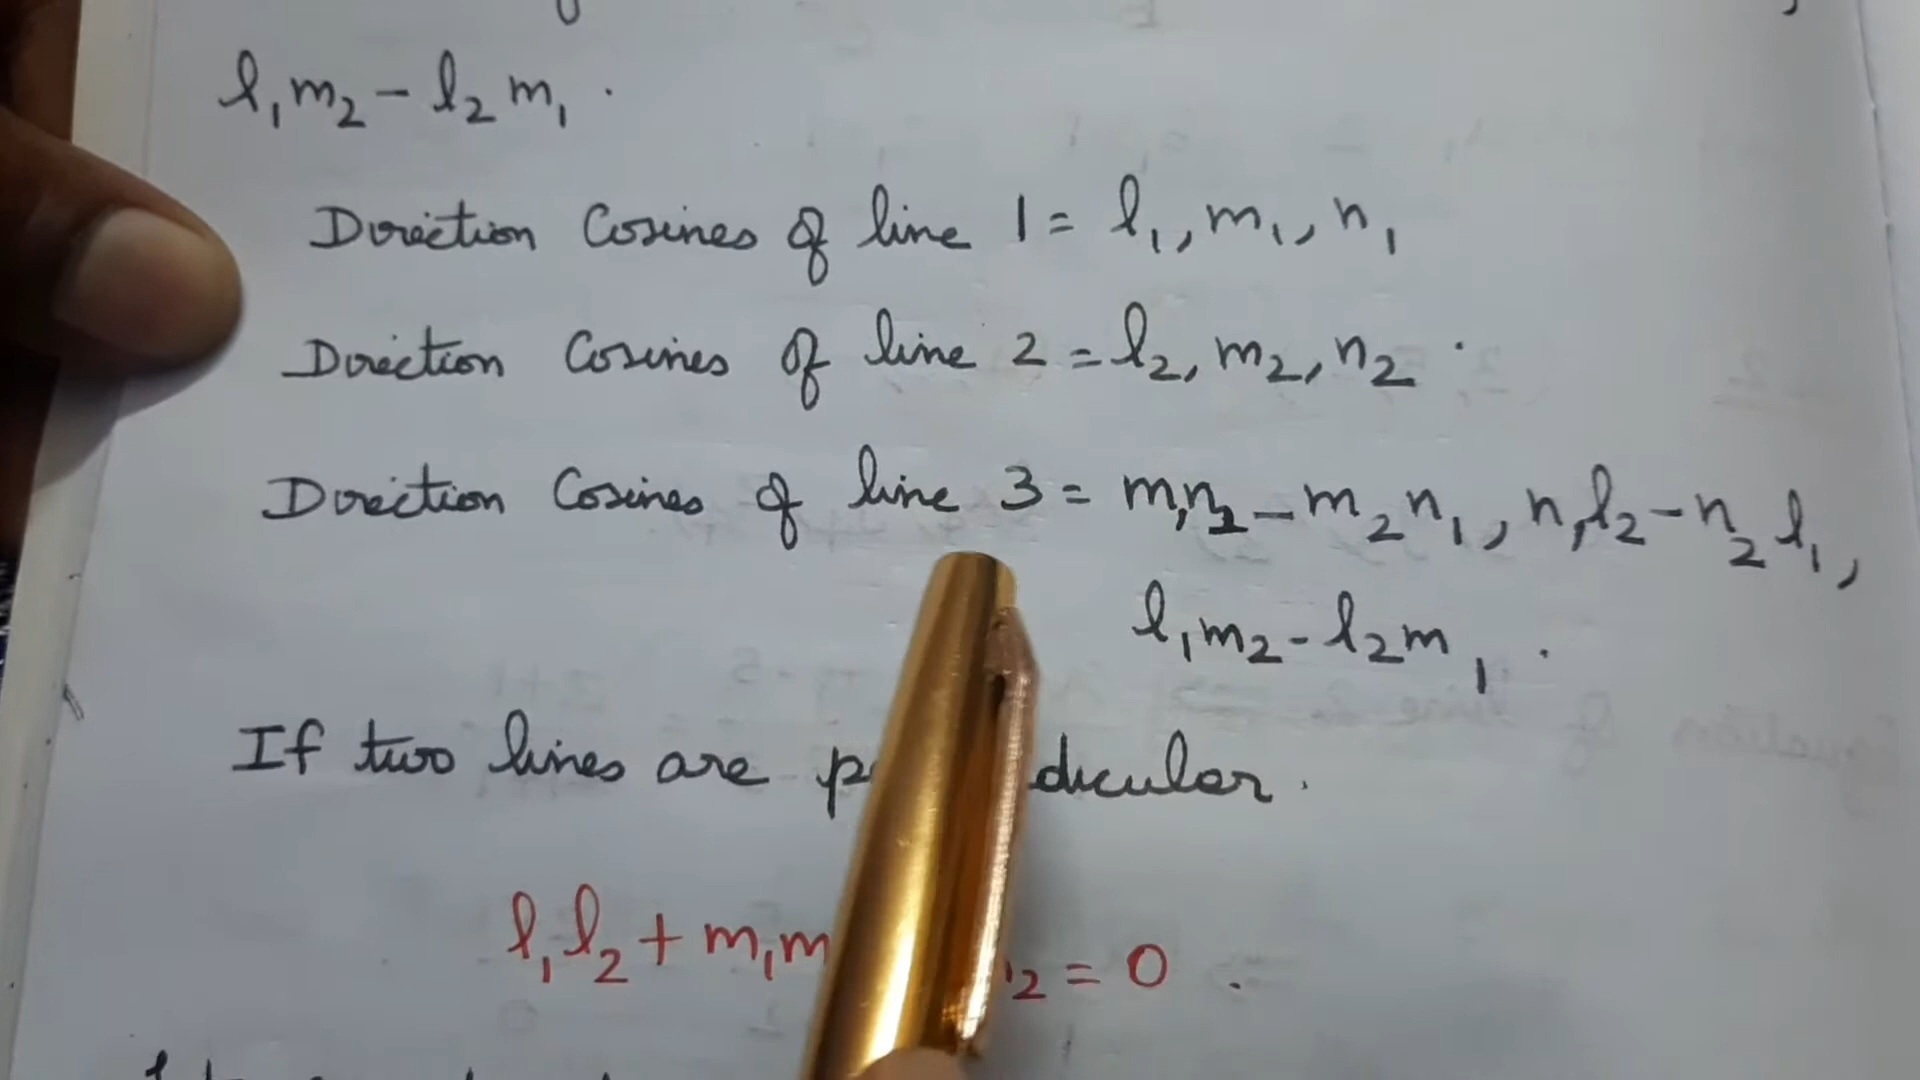 l₁m₂ - l₂m₁.
Direction Cosines of line 1 = l₁, m₁, n₁
Direction Cosines of line 2 = l₂, m₂, n₂.
Direction Cosines of line 3 = m₁n₂ - m₂n₁, n₁l₂ - n₂l₁,
l₁m₂ - l₂m₁.
If two lines are
l₁l₂ + m₁m ₂ = 0.